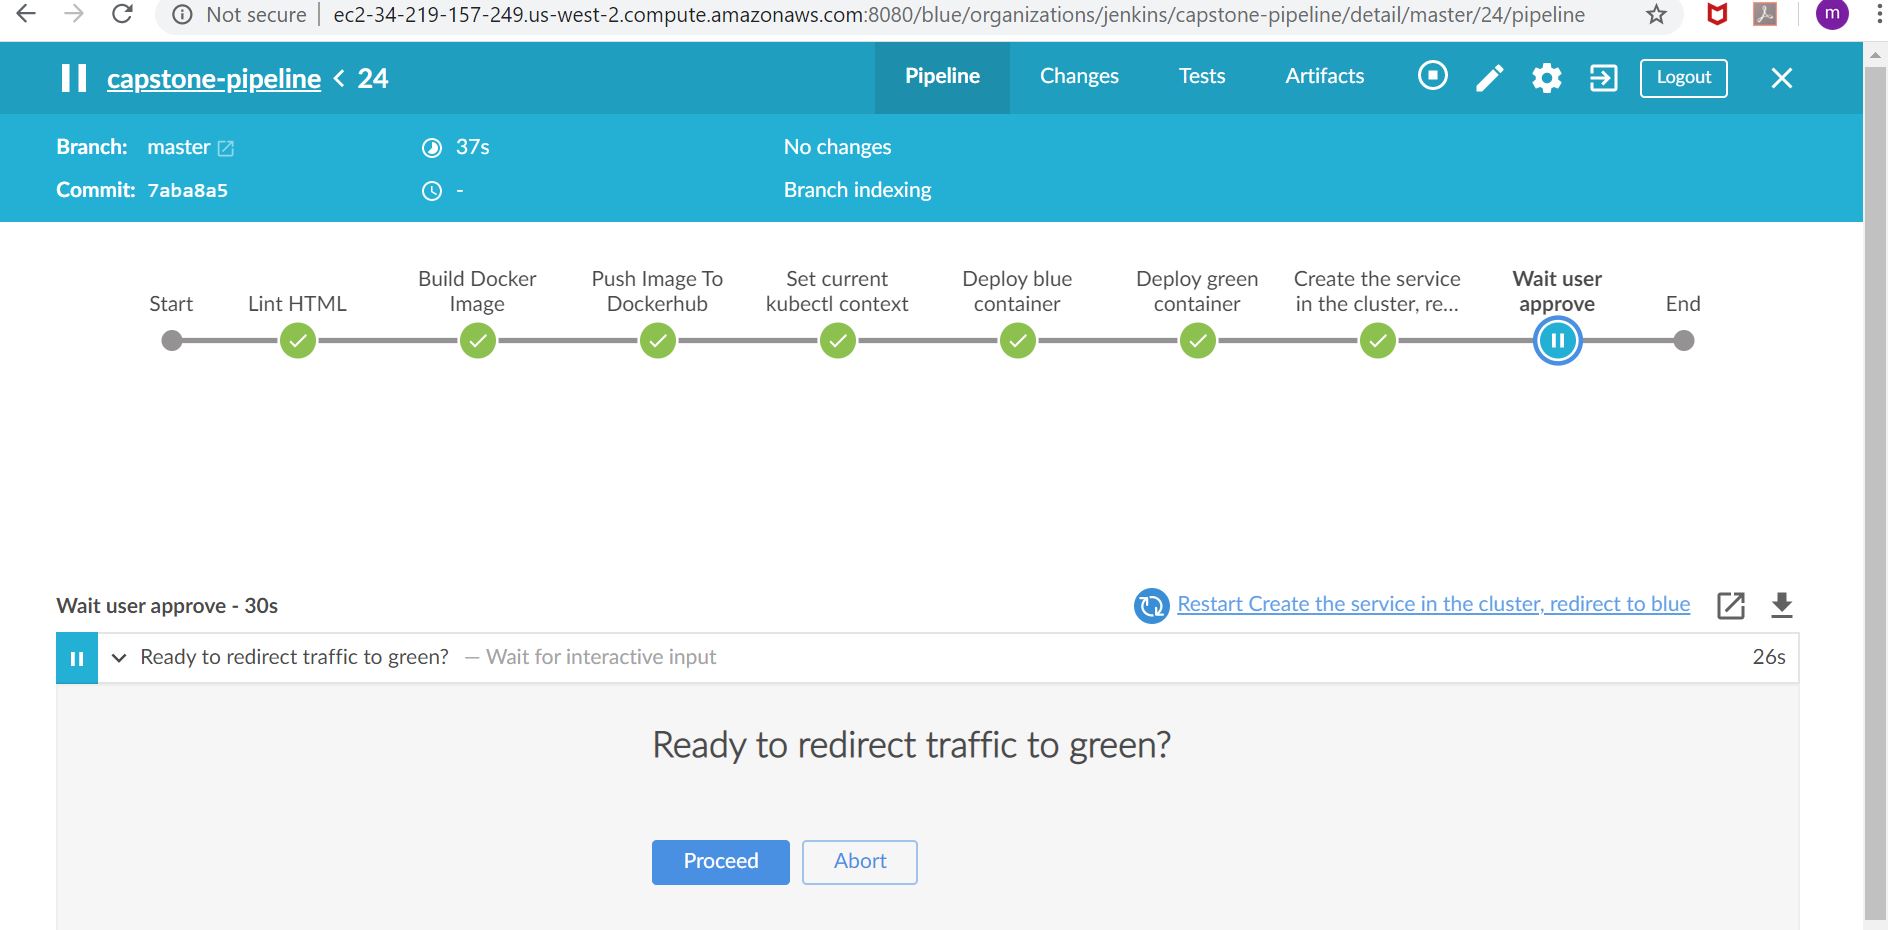 Not secure | ec2-34-219-157-249.us-west-2.compute.amazonaws.com:8080/blue/organizations/jenkins/capstone-pipeline/detail/master/24/pipeline
m
capstone-pipeline < 24
Pipeline Changes Tests Artifacts Logout
Branch: master 37s No changes
Commit: 7aba8a5 - Branch indexing
Start
Lint HTML
Build Docker
Image
Push Image To
Dockerhub
Set current
kubectl context
Deploy blue
container
Deploy green
container
Create the service
in the cluster, re...
Wait user
approve
End
Wait user approve - 30s
Restart Create the service in the cluster, redirect to blue
Ready to redirect traffic to green? — Wait for interactive input 26s
Ready to redirect traffic to green?
Proceed Abort